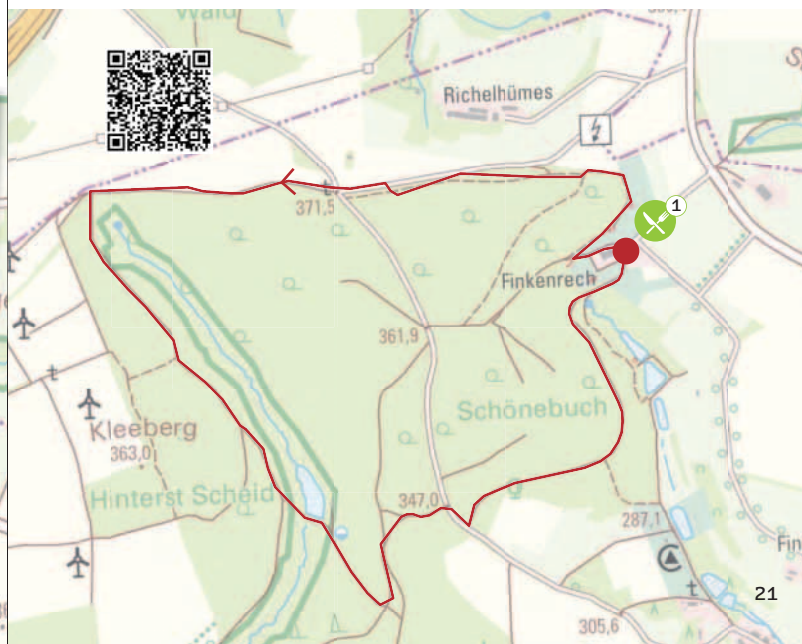 Wald
Richelhümes
1
371,5
Finkenrech
361,9
Schönebuch
Kleeberg
363,0
Hinterst Scheid
347,0
g
287,1
Fin
21
305,6